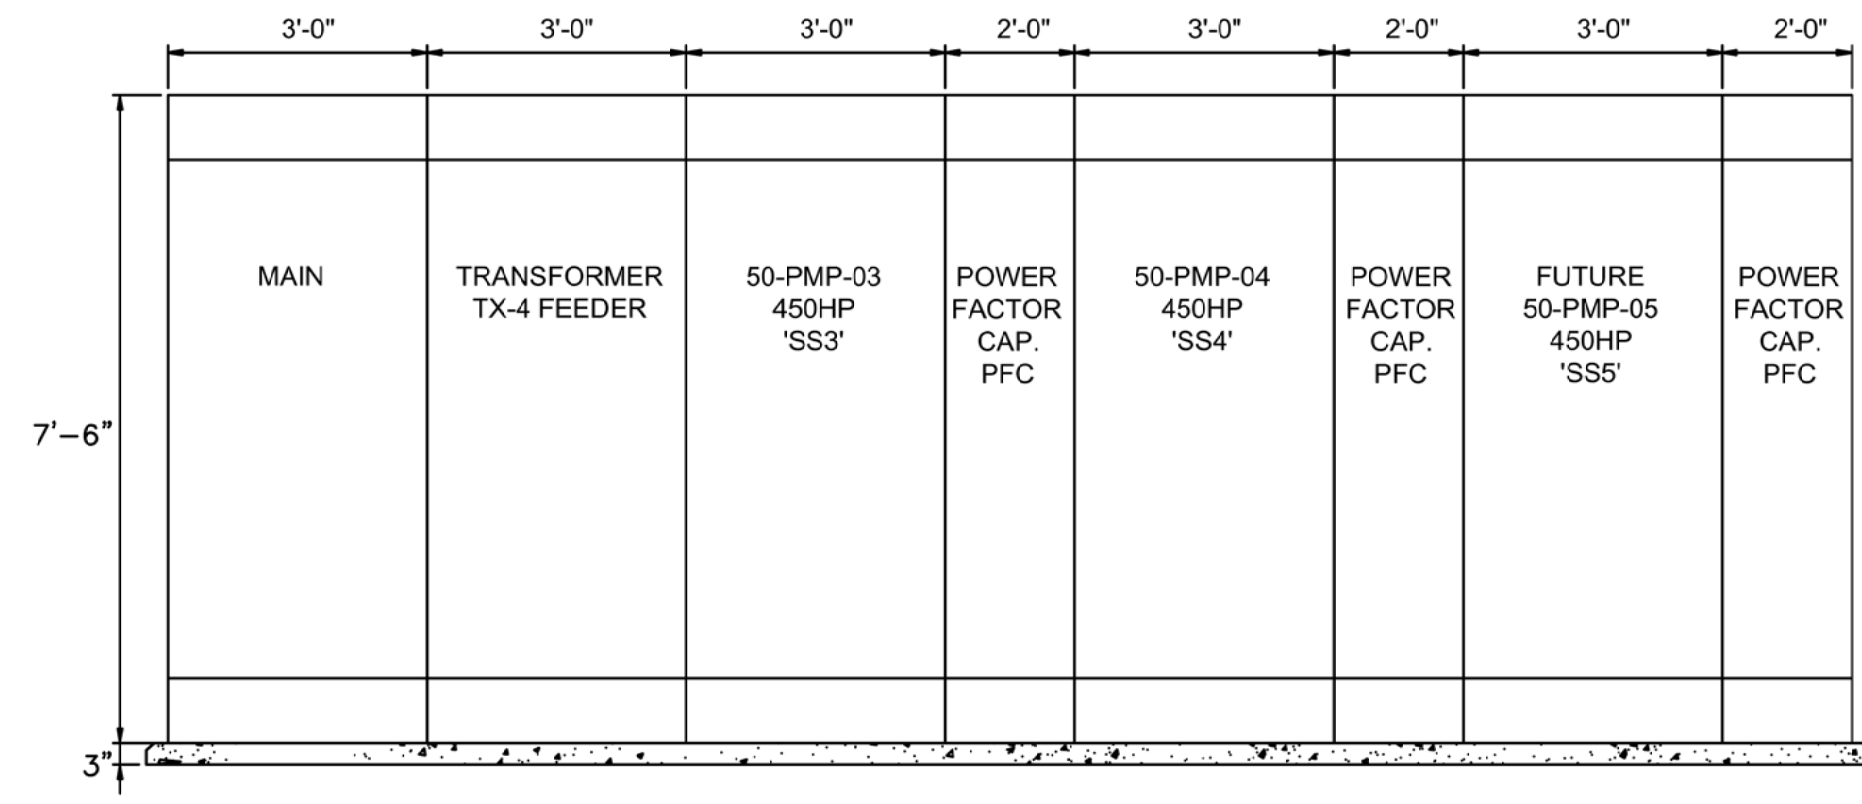 3'-0"
3'-0"
3'-0"
2'-0"
3'-0"
2'-0"
3'-0"
2'-0"
MAIN
TRANSFORMER
TX-4 FEEDER
50-PMP-03
450HP
'SS3'
POWER
FACTOR
CAP.
PFC
50-PMP-04
450HP
'SS4'
POWER
FACTOR
CAP.
PFC
FUTURE
50-PMP-05
450HP
'SS5'
POWER
FACTOR
CAP.
PFC
7'–6"
3"